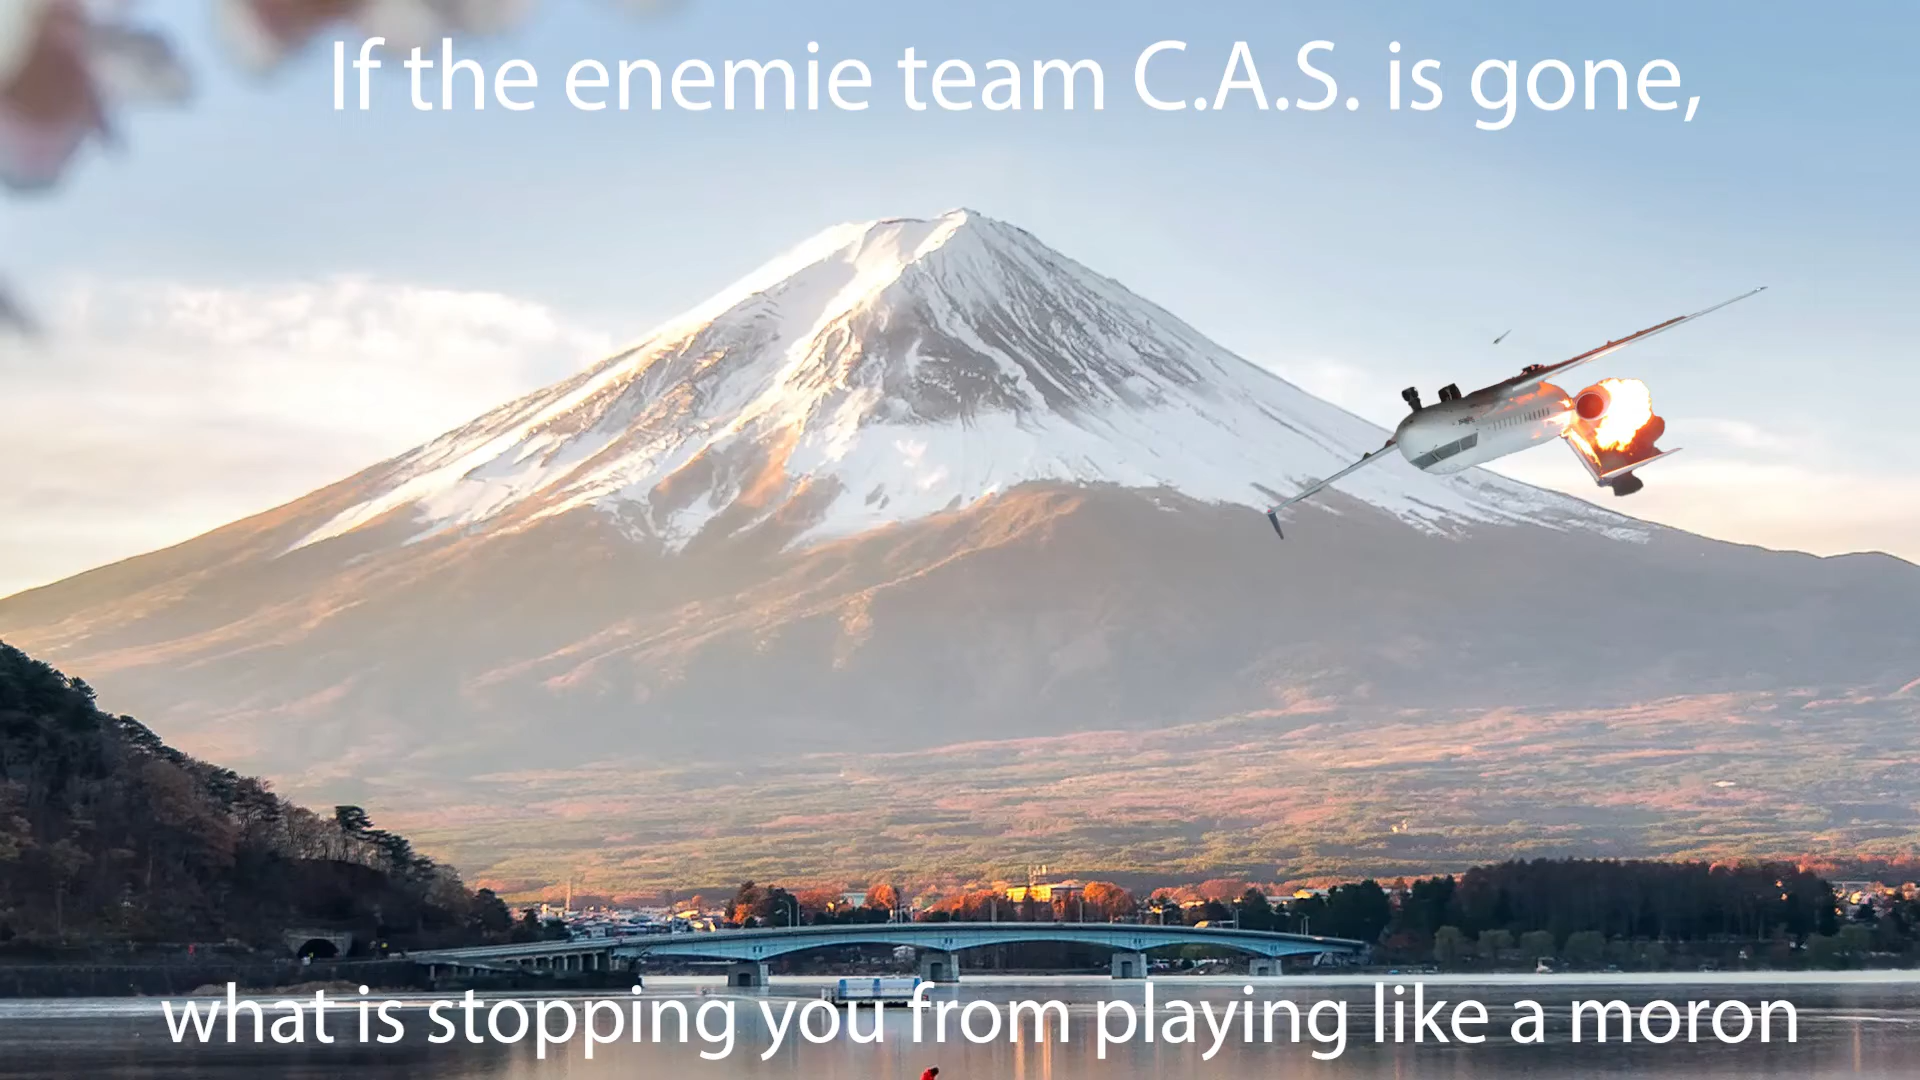 If the enemie team C.A.S. is gone,
what is stopping you from playing like a moron